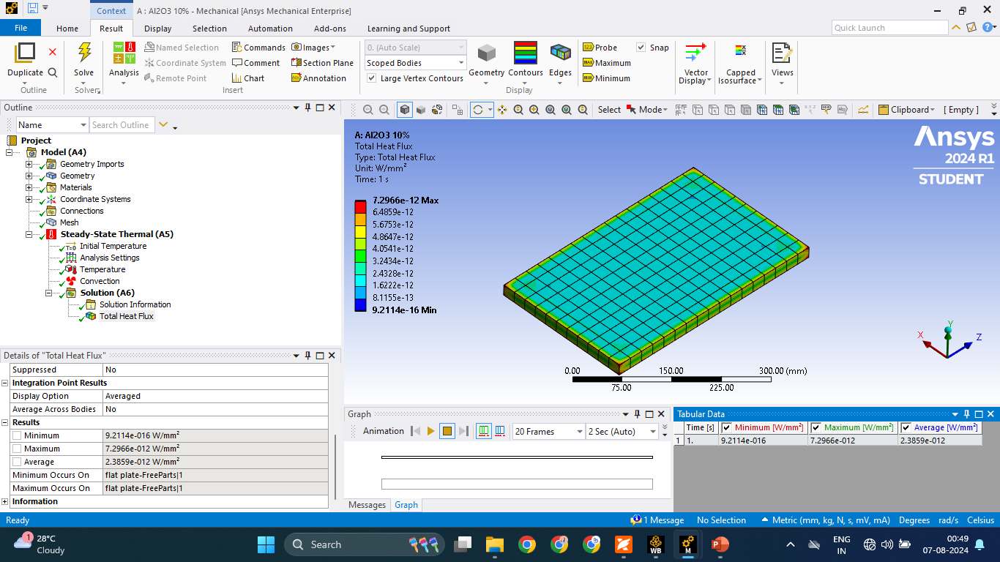 Context
A : Al2O3 10% - Mechanical [Ansys Mechanical Enterprise]
File Home Result Display Selection Automation Add-ons Learning and Support
Quick Launch
Duplicate
Outline
Solve
Solver
Analysis
Named Selection
Coordinate System
Remote Point
Commands
Comment
Chart
Images
Section Plane
Annotation
Insert
0. (Auto Scale)
Scoped Bodies
Large Vertex Contours
Geometry
Contours
Edges
Display
Probe
Maximum
Minimum
Snap
Vector
Display
Capped
Isosurface
Views
Outline
Name
Search Outline
Project
Model (A4)
Geometry Imports
Geometry
Materials
Coordinate Systems
Connections
Mesh
Steady-State Thermal (A5)
T=0 Initial Temperature
Analysis Settings
Temperature
Convection
Solution (A6)
Solution Information
Total Heat Flux
Details of "Total Heat Flux"
Suppressed No
Integration Point Results
Display Option Averaged
Average Across Bodies No
Results
Minimum 9.2114e-016 W/mm²
Maximum 7.2966e-012 W/mm²
Average 2.3859e-012 W/mm²
Minimum Occurs On flat plate-FreeParts|1
Maximum Occurs On flat plate-FreeParts|1
Information
Select Mode Clipboard [ Empty ]
A: Al2O3 10%
Total Heat Flux
Type: Total Heat Flux
Unit: W/mm²
Time: 1 s
7.2966e-12 Max
6.4859e-12
5.6753e-12
4.8647e-12
4.0541e-12
3.2434e-12
2.4328e-12
1.6222e-12
8.1155e-13
9.2114e-16 Min
Ansys
2024 R1
STUDENT
0.00 150.00 300.00 (mm)
75.00 225.00
X Y Z
Graph
Animation 20 Frames 2 Sec (Auto)
Messages Graph
Tabular Data
Time [s] Minimum [W/mm²] Maximum [W/mm²] Average [W/mm²]
1 1. 9.2114e-016 7.2966e-012 2.3859e-012
Ready 1 Message No Selection Metric (mm, kg, N, s, mV, mA) Degrees rad/s Celsius
1
28°C
Cloudy
Search
WB
M
ENG
IN
00:49
07-08-2024